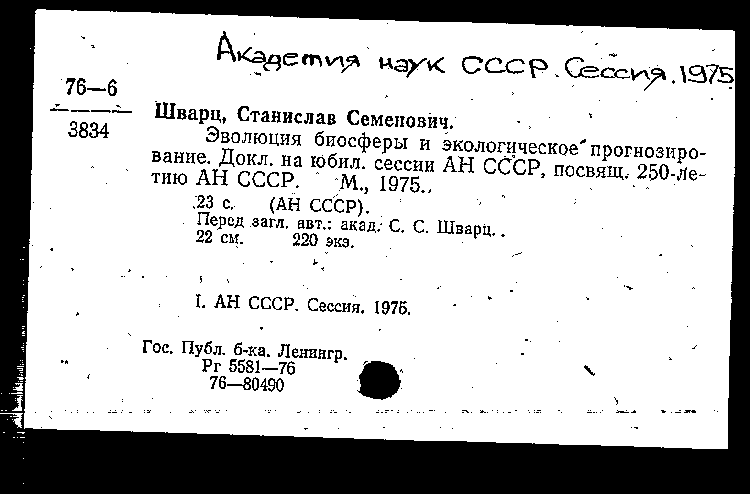 Академия наук СССР. Сессия. 1975
76—6
3834
Шварц, Станислав Семенович.
Эволюция биосферы и экологическое прогнозиро-
вание. Докл. на юбил. сессии АН СССР, посвящ. 250-ле-
тию АН СССР. М., 1975.
23 с. (АН СССР).
Перед загл. авт.: акад. С. С. Шварц.
22 см. 220 экз.
I. АН СССР. Сессия. 1975.
Гос. Публ. б-ка. Ленингр.
Рг 5581—76
76—80490